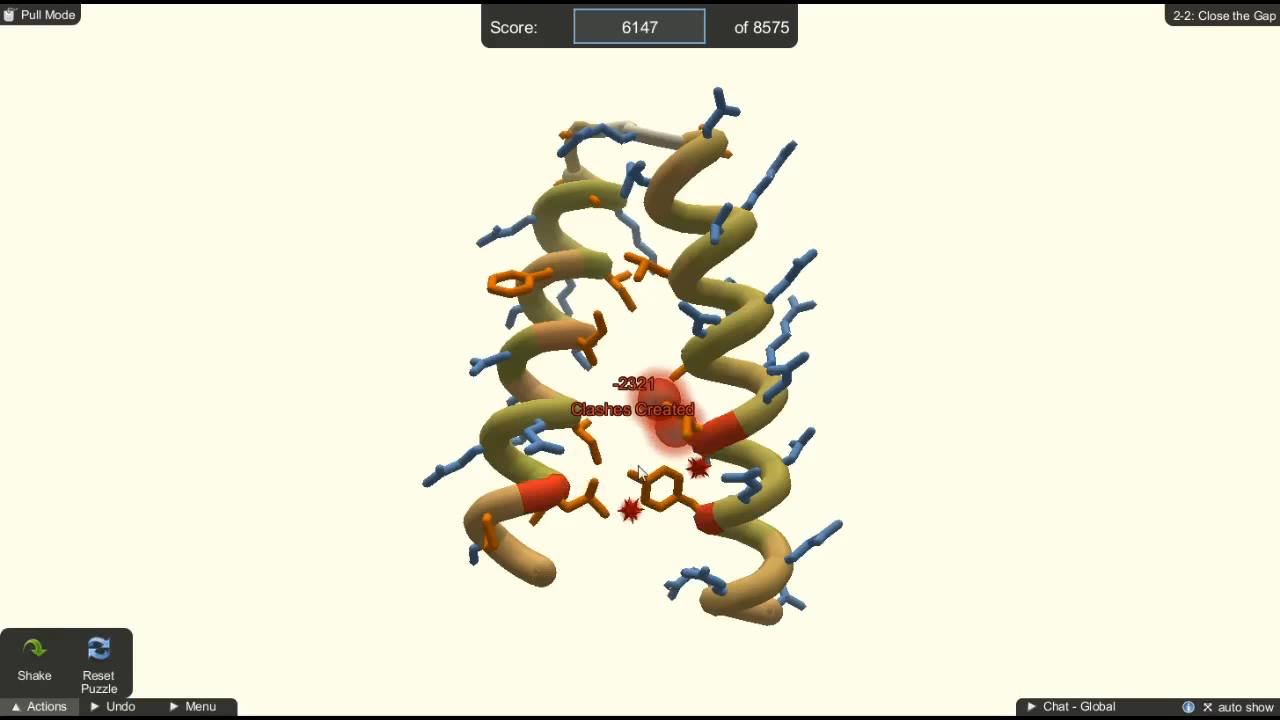 Pull Mode
Score: 6147 of 8575
2-2: Close the Gap
-2321
Clashes Created
Shake
Reset
Puzzle
▲ Actions ▶ Undo ▶ Menu
▶ Chat - Global
auto show